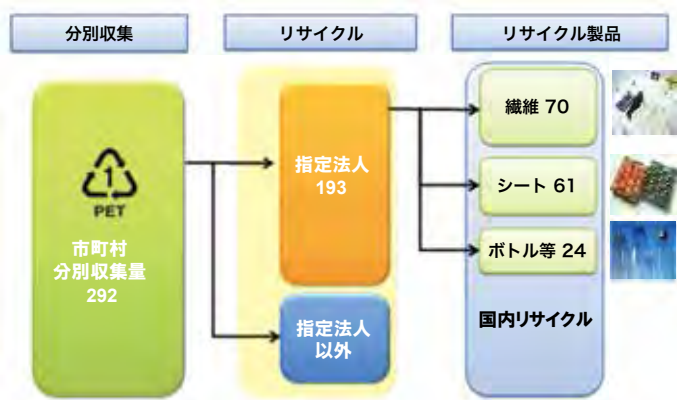 分別収集
リサイクル
リサイクル製品
1
PET
市町村
分別収集量
292
指定法人
193
指定法人
以外
繊維 70
シート 61
ボトル等 24
国内リサイクル